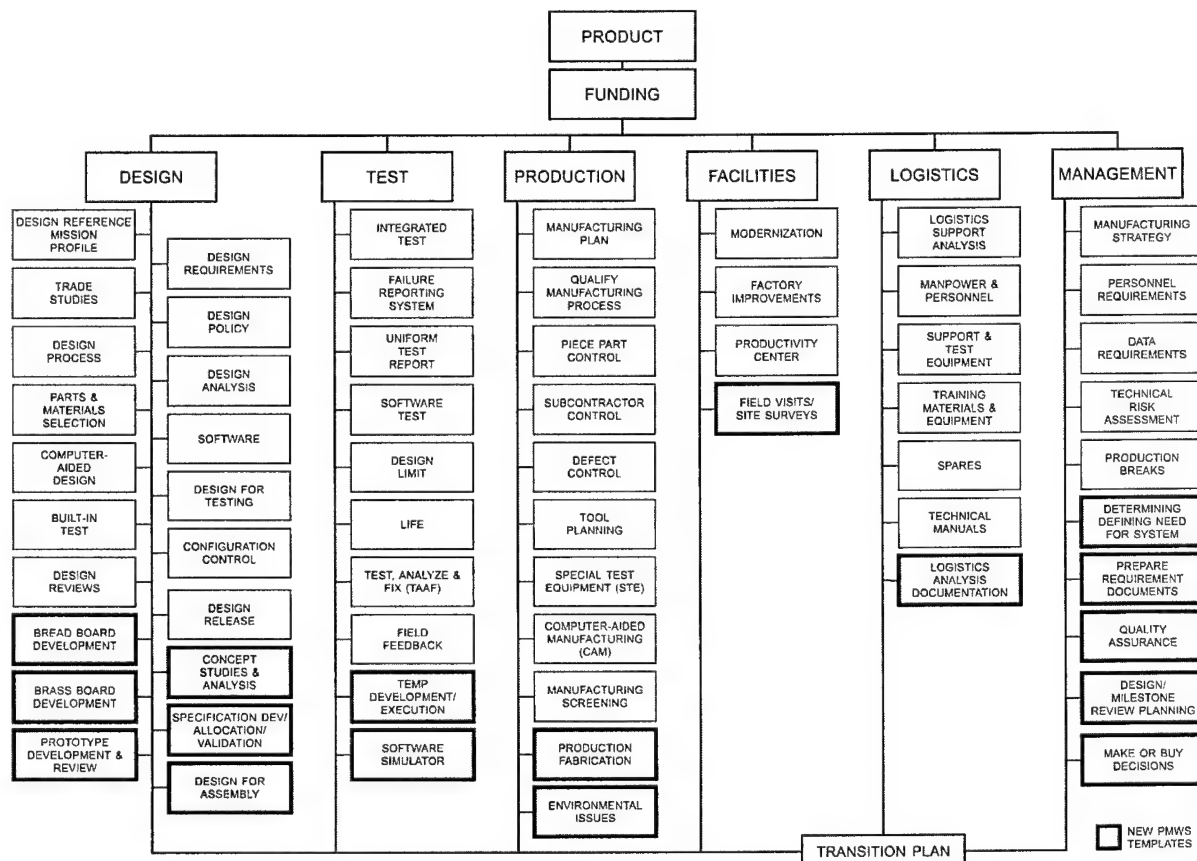 PRODUCT
FUNDING
DESIGN
TEST
PRODUCTION
FACILITIES
LOGISTICS
MANAGEMENT
DESIGN REFERENCE
MISSION
PROFILE
TRADE
STUDIES
DESIGN
PROCESS
PARTS &
MATERIALS
SELECTION
COMPUTER-
AIDED
DESIGN
BUILT-IN
TEST
DESIGN
REVIEWS
BREAD BOARD
DEVELOPMENT
BRASS BOARD
DEVELOPMENT
PROTOTYPE
DEVELOPMENT &
REVIEW
DESIGN
REQUIREMENTS
DESIGN
POLICY
DESIGN
ANALYSIS
SOFTWARE
DESIGN FOR
TESTING
CONFIGURATION
CONTROL
DESIGN
RELEASE
CONCEPT
STUDIES &
ANALYSIS
SPECIFICATION DEV/
ALLOCATION/
VALIDATION
DESIGN FOR
ASSEMBLY
INTEGRATED
TEST
FAILURE
REPORTING
SYSTEM
UNIFORM
TEST
REPORT
SOFTWARE
TEST
DESIGN
LIMIT
LIFE
TEST, ANALYZE &
FIX (TAAF)
FIELD
FEEDBACK
TEMP
DEVELOPMENT/
EXECUTION
SOFTWARE
SIMULATOR
MANUFACTURING
PLAN
QUALIFY
MANUFACTURING
PROCESS
PIECE PART
CONTROL
SUBCONTRACTOR
CONTROL
DEFECT
CONTROL
TOOL
PLANNING
SPECIAL TEST
EQUIPMENT (STE)
COMPUTER-AIDED
MANUFACTURING
(CAM)
MANUFACTURING
SCREENING
PRODUCTION
FABRICATION
ENVIRONMENTAL
ISSUES
MODERNIZATION
FACTORY
IMPROVEMENTS
PRODUCTIVITY
CENTER
FIELD VISITS/
SITE SURVEYS
LOGISTICS
SUPPORT
ANALYSIS
MANPOWER &
PERSONNEL
SUPPORT &
TEST
EQUIPMENT
TRAINING
MATERIALS &
EQUIPMENT
SPARES
TECHNICAL
MANUALS
LOGISTICS
ANALYSIS
DOCUMENTATION
MANUFACTURING
STRATEGY
PERSONNEL
REQUIREMENTS
DATA
REQUIREMENTS
TECHNICAL
RISK
ASSESSMENT
PRODUCTION
BREAKS
DETERMINING
DEFINING NEED
FOR SYSTEM
PREPARE
REQUIREMENT
DOCUMENTS
QUALITY
ASSURANCE
DESIGN/
MILESTONE
REVIEW PLANNING
MAKE OR BUY
DECISIONS
TRANSITION PLAN
NEW PMWS
TEMPLATES